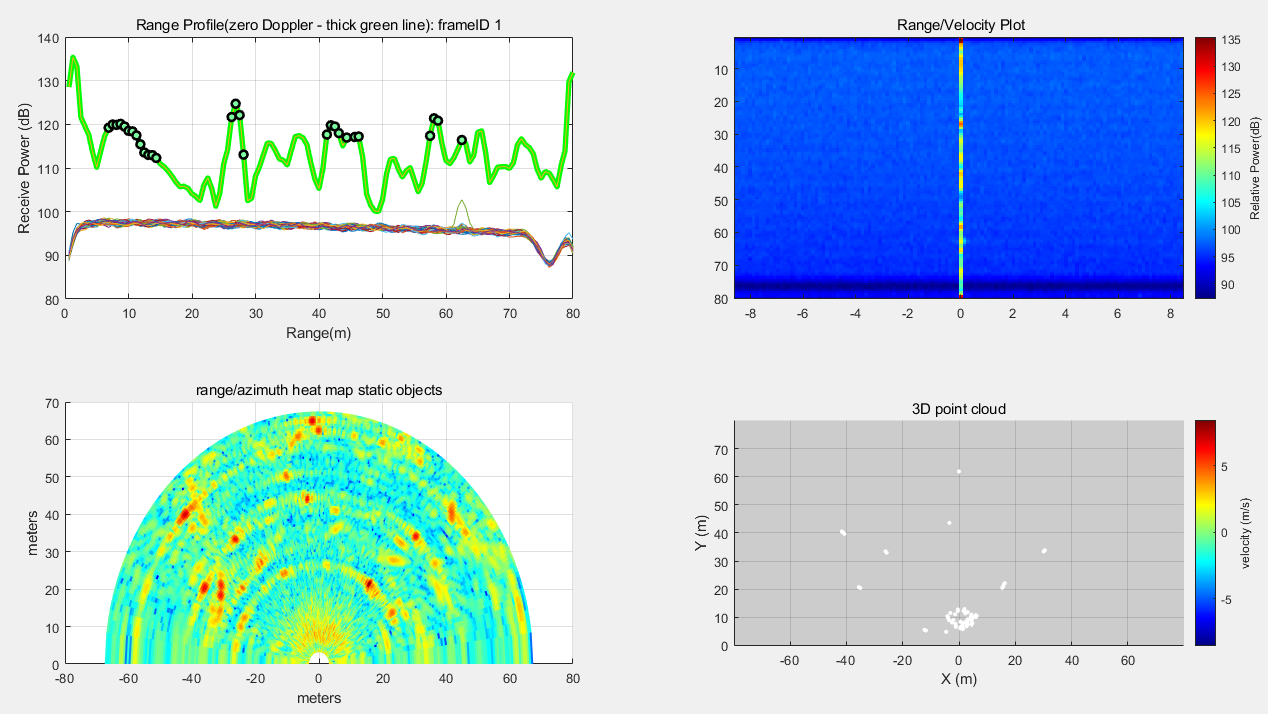 Range Profile(zero Doppler - thick green line): frameID 1
140
130
120
110
100
90
80
Receive Power (dB)
0 10 20 30 40 50 60 70 80
Range(m)
Range/Velocity Plot
10
20
30
40
50
60
70
80
-8 -6 -4 -2 0 2 4 6 8
135
130
125
120
115
110
105
100
95
90
Relative Power(dB)
range/azimuth heat map static objects
70
60
50
40
30
20
10
0
meters
-80 -60 -40 -20 0 20 40 60 80
meters
3D point cloud
70
60
50
40
30
20
10
0
Y (m)
-60 -40 -20 0 20 40 60
X (m)
5
0
-5
velocity (m/s)